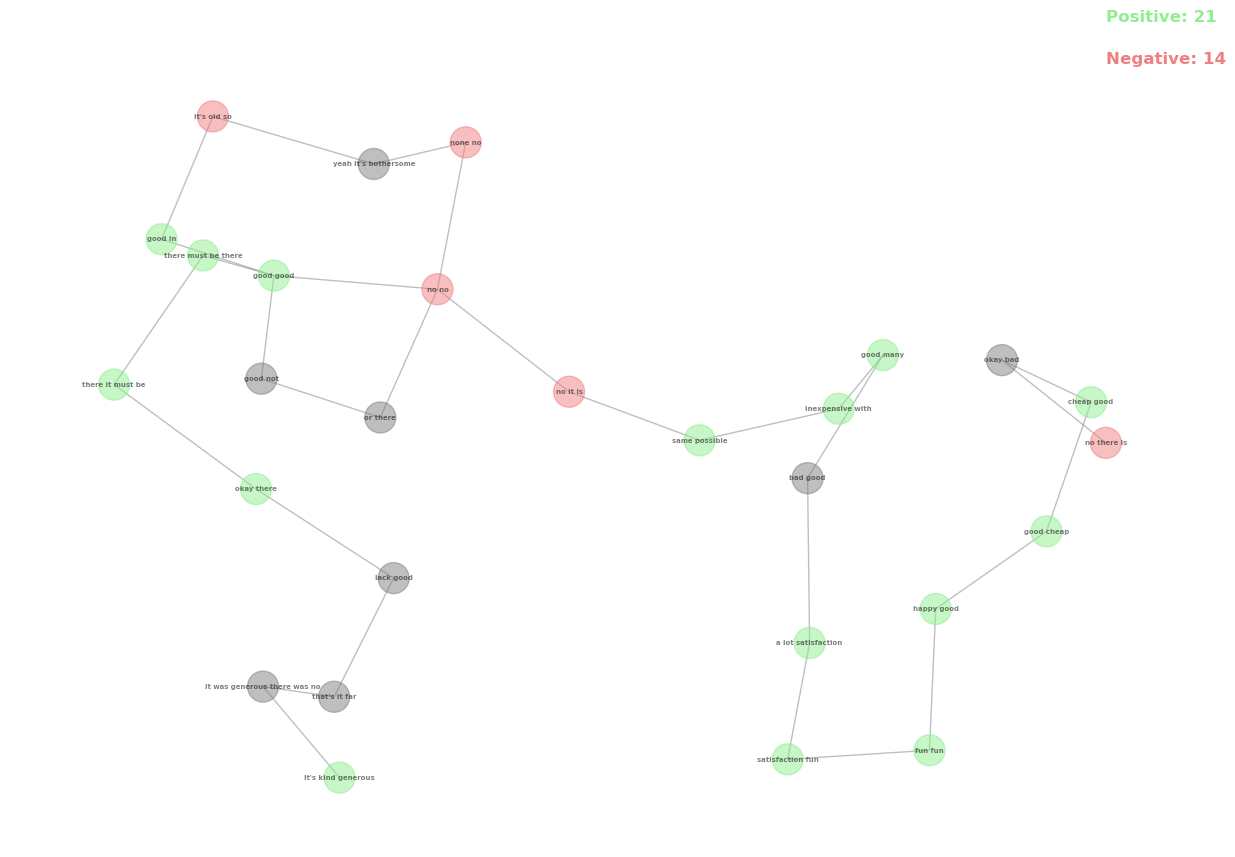 Positive: 21
Negative: 14
it's old so
none no
yeah it's bothersome
good in
there must be there
good good
no no
good many
okay bad
good not
there it must be
no it is
cheap good
inexpensive with
or there
same possible
no there is
bad good
okay there
good cheap
lack good
happy good
a lot satisfaction
it was generous there was no
that's it far
fun fun
satisfaction fun
it's kind generous